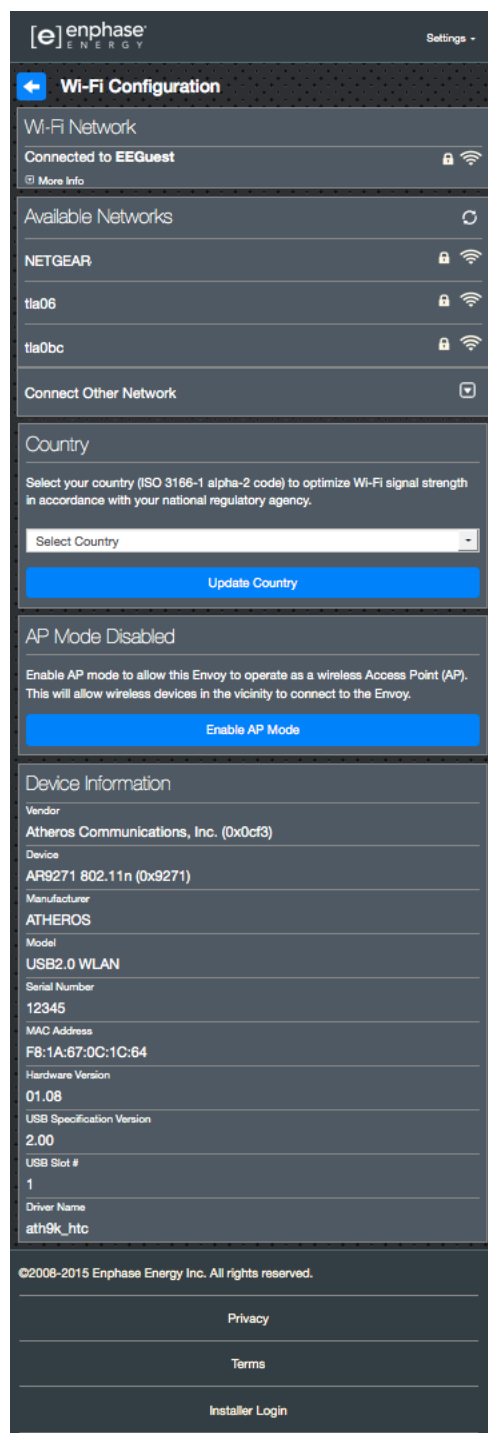 [e] enphase
ENERGY
Settings
Wi-Fi Configuration
Wi-Fi Network
Connected to EEGuest
More Info
Available Networks
NETGEAR
tla06
tla0bc
Connect Other Network
Country
Select your country (ISO 3166-1 alpha-2 code) to optimize Wi-Fi signal strength
in accordance with your national regulatory agency.
Select Country
Update Country
AP Mode Disabled
Enable AP mode to allow this Envoy to operate as a wireless Access Point (AP).
This will allow wireless devices in the vicinity to connect to the Envoy.
Enable AP Mode
Device Information
Vendor
Atheros Communications, Inc. (0x0cf3)
Device
AR9271 802.11n (0x9271)
Manufacturer
ATHEROS
Model
USB2.0 WLAN
Serial Number
12345
MAC Address
F8:1A:67:0C:1C:64
Hardware Version
01.08
USB Specification Version
2.00
USB Slot #
1
Driver Name
ath9k_htc
©2008-2015 Enphase Energy Inc. All rights reserved.
Privacy
Terms
Installer Login